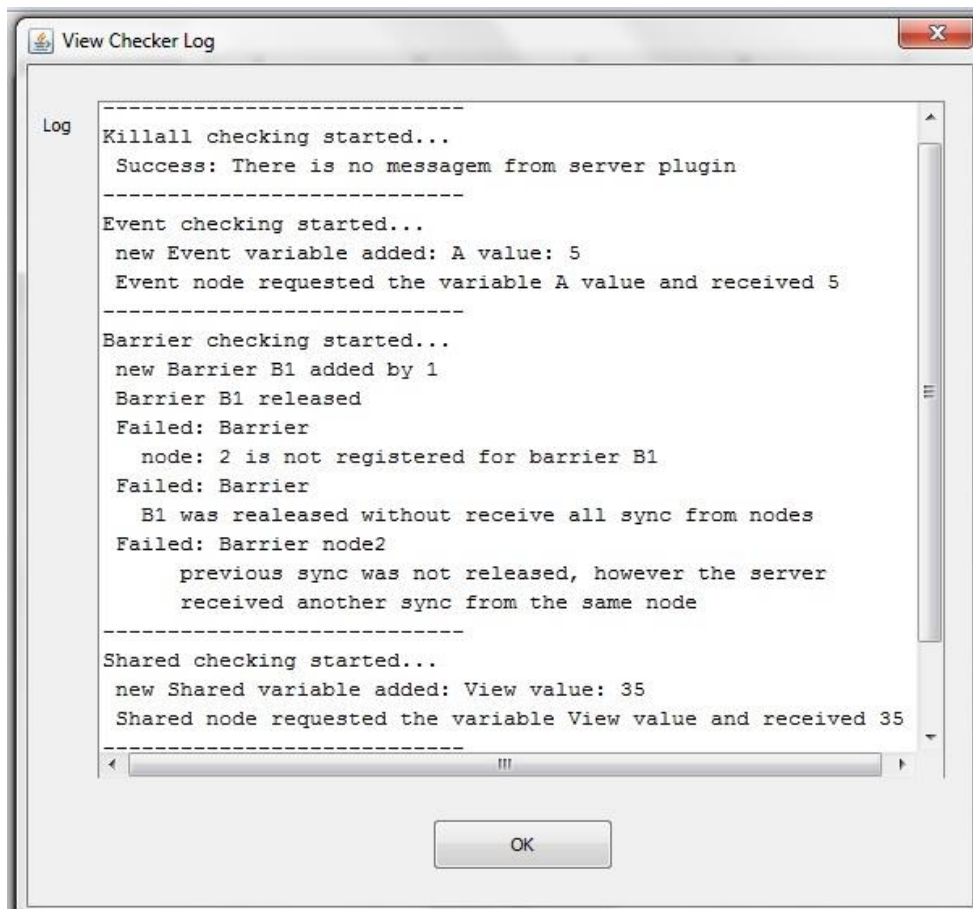 View Checker Log
Log
----------------------------
Killall checking started...
Success: There is no messagem from server plugin
----------------------------
Event checking started...
new Event variable added: A value: 5
Event node requested the variable A value and received 5
----------------------------
Barrier checking started...
new Barrier B1 added by 1
Barrier B1 released
Failed: Barrier
node: 2 is not registered for barrier B1
Failed: Barrier
B1 was realeased without receive all sync from nodes
Failed: Barrier node2
previous sync was not released, however the server
received another sync from the same node
----------------------------
Shared checking started...
new Shared variable added: View value: 35
Shared node requested the variable View value and received 35
----------------------------
OK